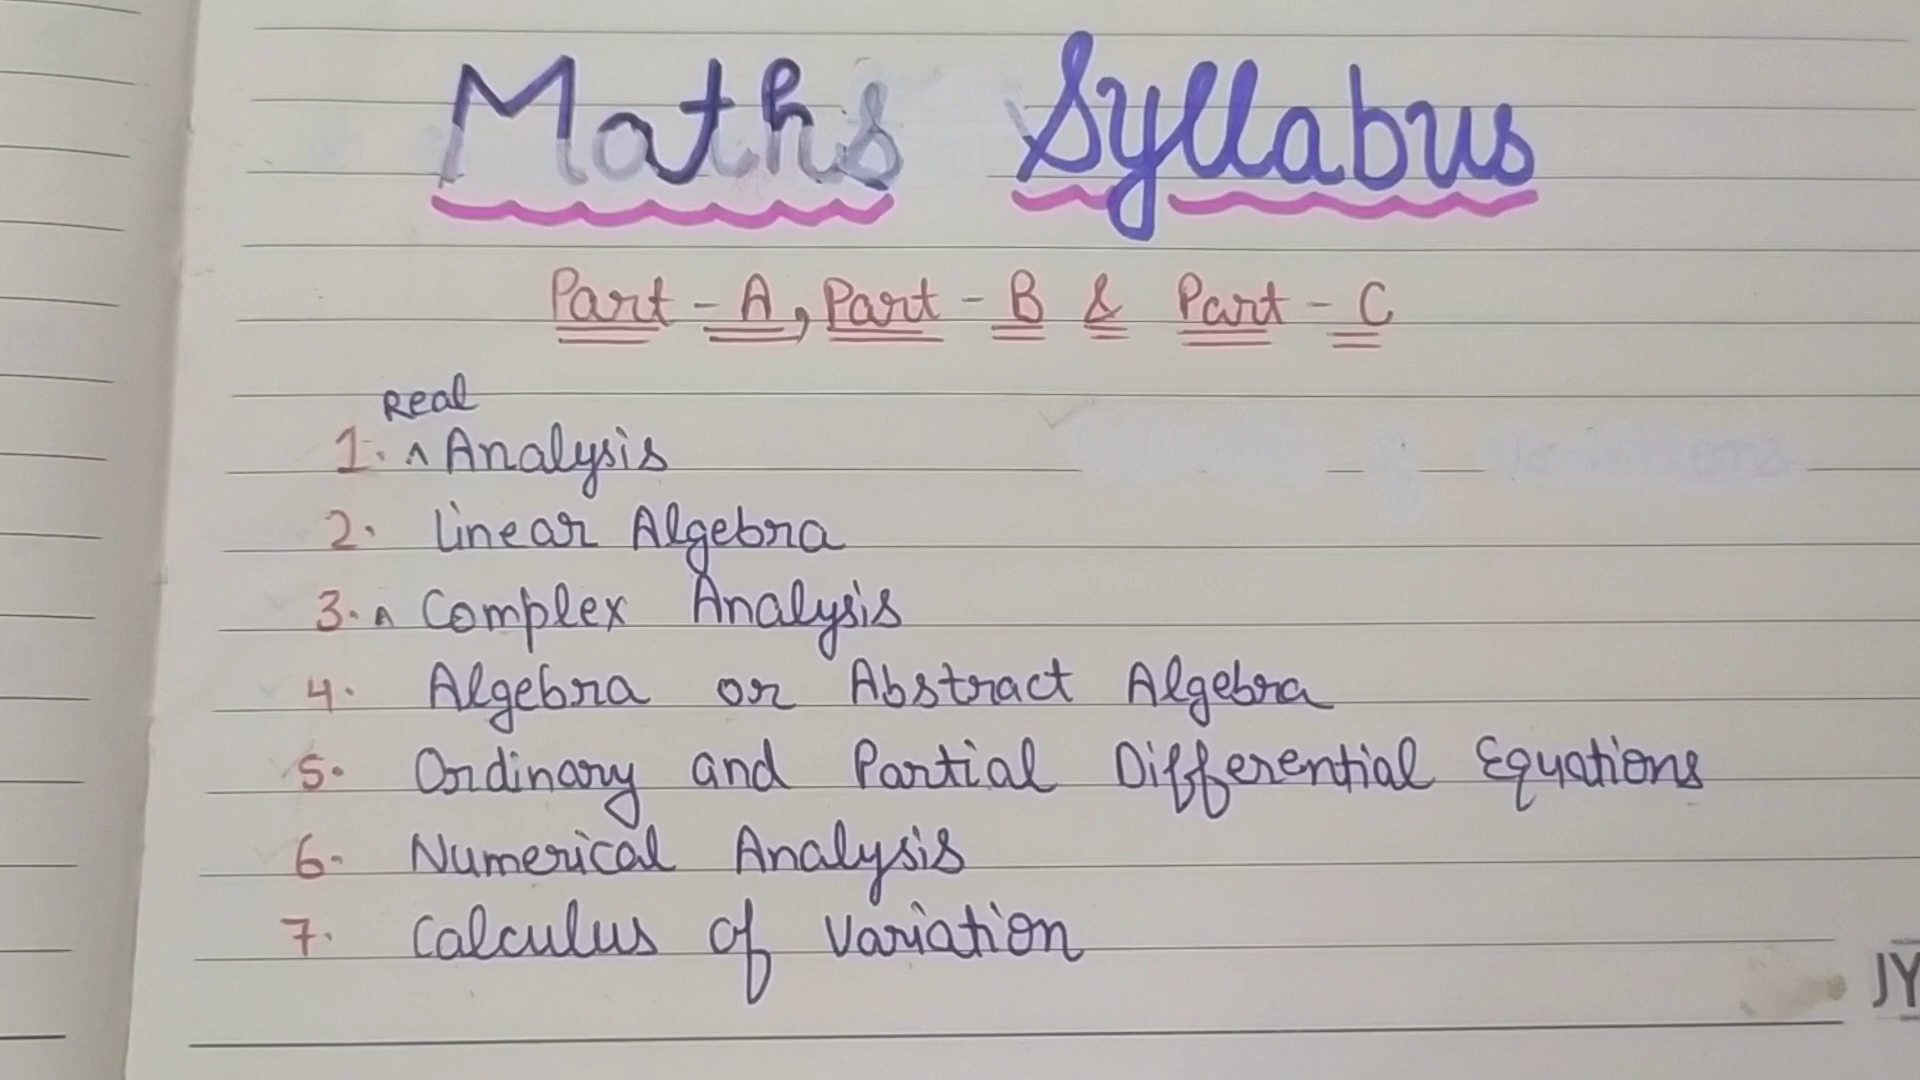 Maths Syllabus
Part - A, Part - B & Part - C
Real
1. ^ Analysis
2. Linear Algebra
3. ^ Complex Analysis
4. Algebra or Abstract Algebra
5. Ordinary and Partial Differential Equations
6. Numerical Analysis
7. Calculus of Variation
JY